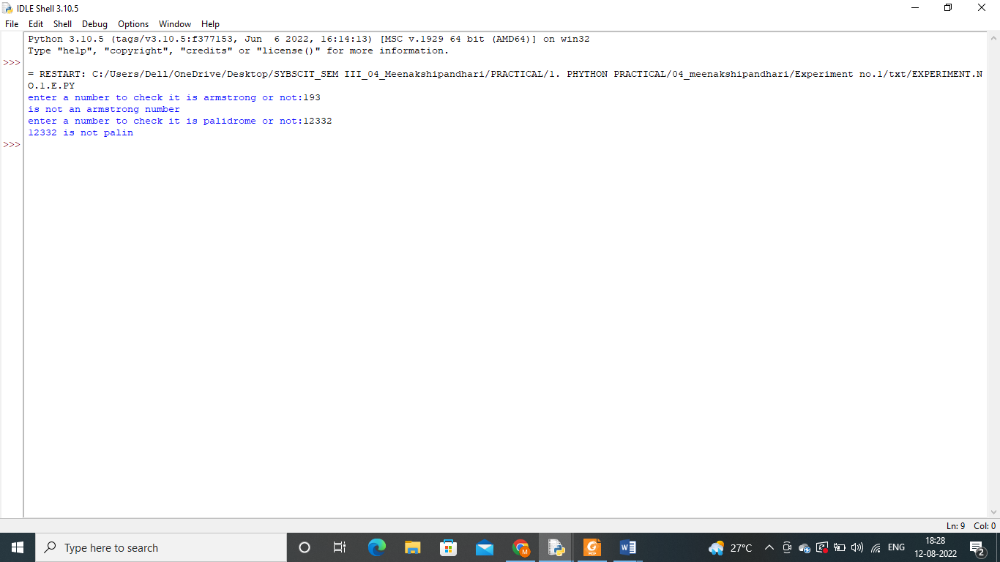 IDLE Shell 3.10.5
File Edit Shell Debug Options Window Help
Python 3.10.5 (tags/v3.10.5:f377153, Jun  6 2022, 16:14:13) [MSC v.1929 64 bit (AMD64)] on win32
Type "help", "copyright", "credits" or "license()" for more information.
>>>
= RESTART: C:/Users/Dell/OneDrive/Desktop/SYBSCIT_SEM III_04_Meenakshipandhari/PRACTICAL/1. PHYTHON PRACTICAL/04_meenakshipandhari/Experiment no.1/txt/EXPERIMENT.N
O.1.E.PY
enter a number to check it is armstrong or not:193
is not an armstrong number
enter a number to check it is palidrome or not:12332
12332 is not palin
>>>
Ln: 9 Col: 0
Type here to search
27°C
ENG
18:28
12-08-2022
2